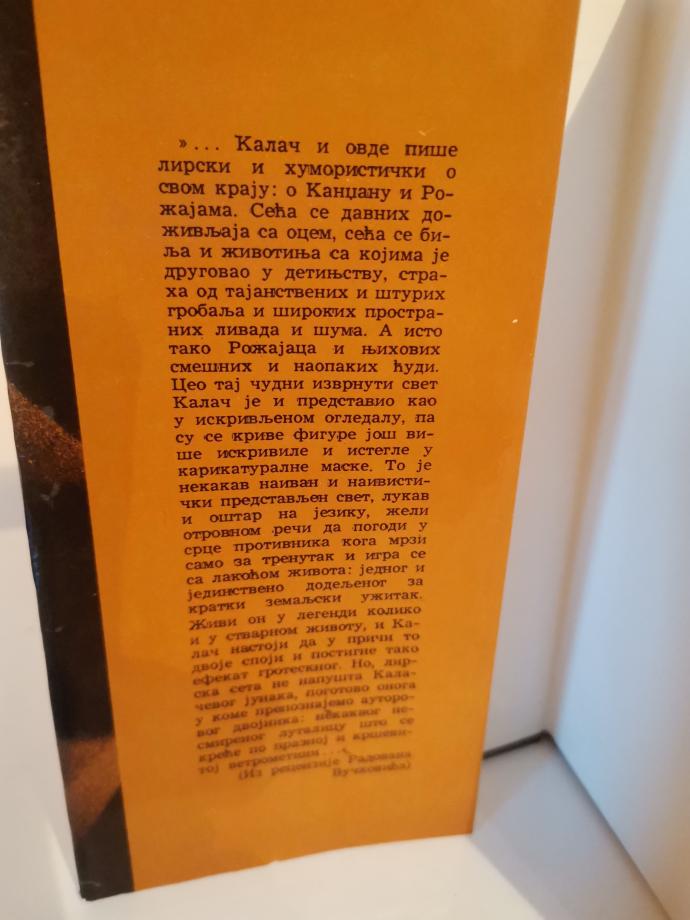 »... Калач и овде пише
лирски и хумористички о
свом крају: о Канџану и Ро-
жајама. Сећа се давних до-
живљаја са оцем, сећа се би-
ља и животиња са којима је
друговао у детињству, стра-
ха од тајанствених и штурих
гробаља и широких простра-
них ливада и шума. А исто
тако Рожајаца и њихових
смешних и наопаких ћуди.
Цео тај чудни изврнути свет
Калач је и представио као
у искривљеном огледалу, па
су се криве фигуре још ви-
ше искривиле и истегле у
карикатуралне маске. То је
некакав наиван и наивисти-
чки представљен свет, лукав
и оштар на језику, жели
отровном речи да погоди у
срце противника кога мрзи
само за тренутак и игра се
са лакоћом живота: једног и
јединствено додељеног за
кратки земаљски ужитак.
Живи он у легенди колико
и у стварном животу, и Ка-
лач настоји да у причи то
двоје споји и постигне тако
ефекат гротескног. Но, лир-
ска сета не напушта Кала-
чевог јунака, поготово онога
у коме препознајемо ауторо-
вог двојника: некаквог не-
смиреног луталицу што се
креће по празној и кршеви-
тој ветрометини...
(Из рецензије Радована
Вучковића)